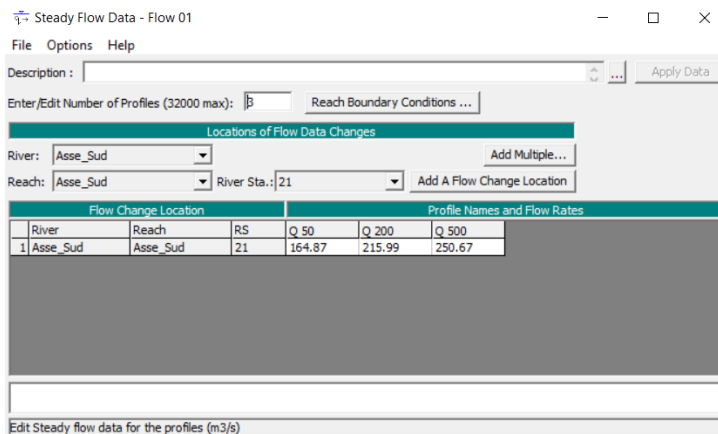 Steady Flow Data - Flow 01
File Options Help
Description : ... Apply Data
Enter/Edit Number of Profiles (32000 max): 3 Reach Boundary Conditions ...
Locations of Flow Data Changes
River: Asse_Sud Add Multiple...
Reach: Asse_Sud River Sta.: 21 Add A Flow Change Location
Flow Change Location Profile Names and Flow Rates
River Reach RS Q 50 Q 200 Q 500
1 Asse_Sud Asse_Sud 21 164.87 215.99 250.67
Edit Steady flow data for the profiles (m3/s)